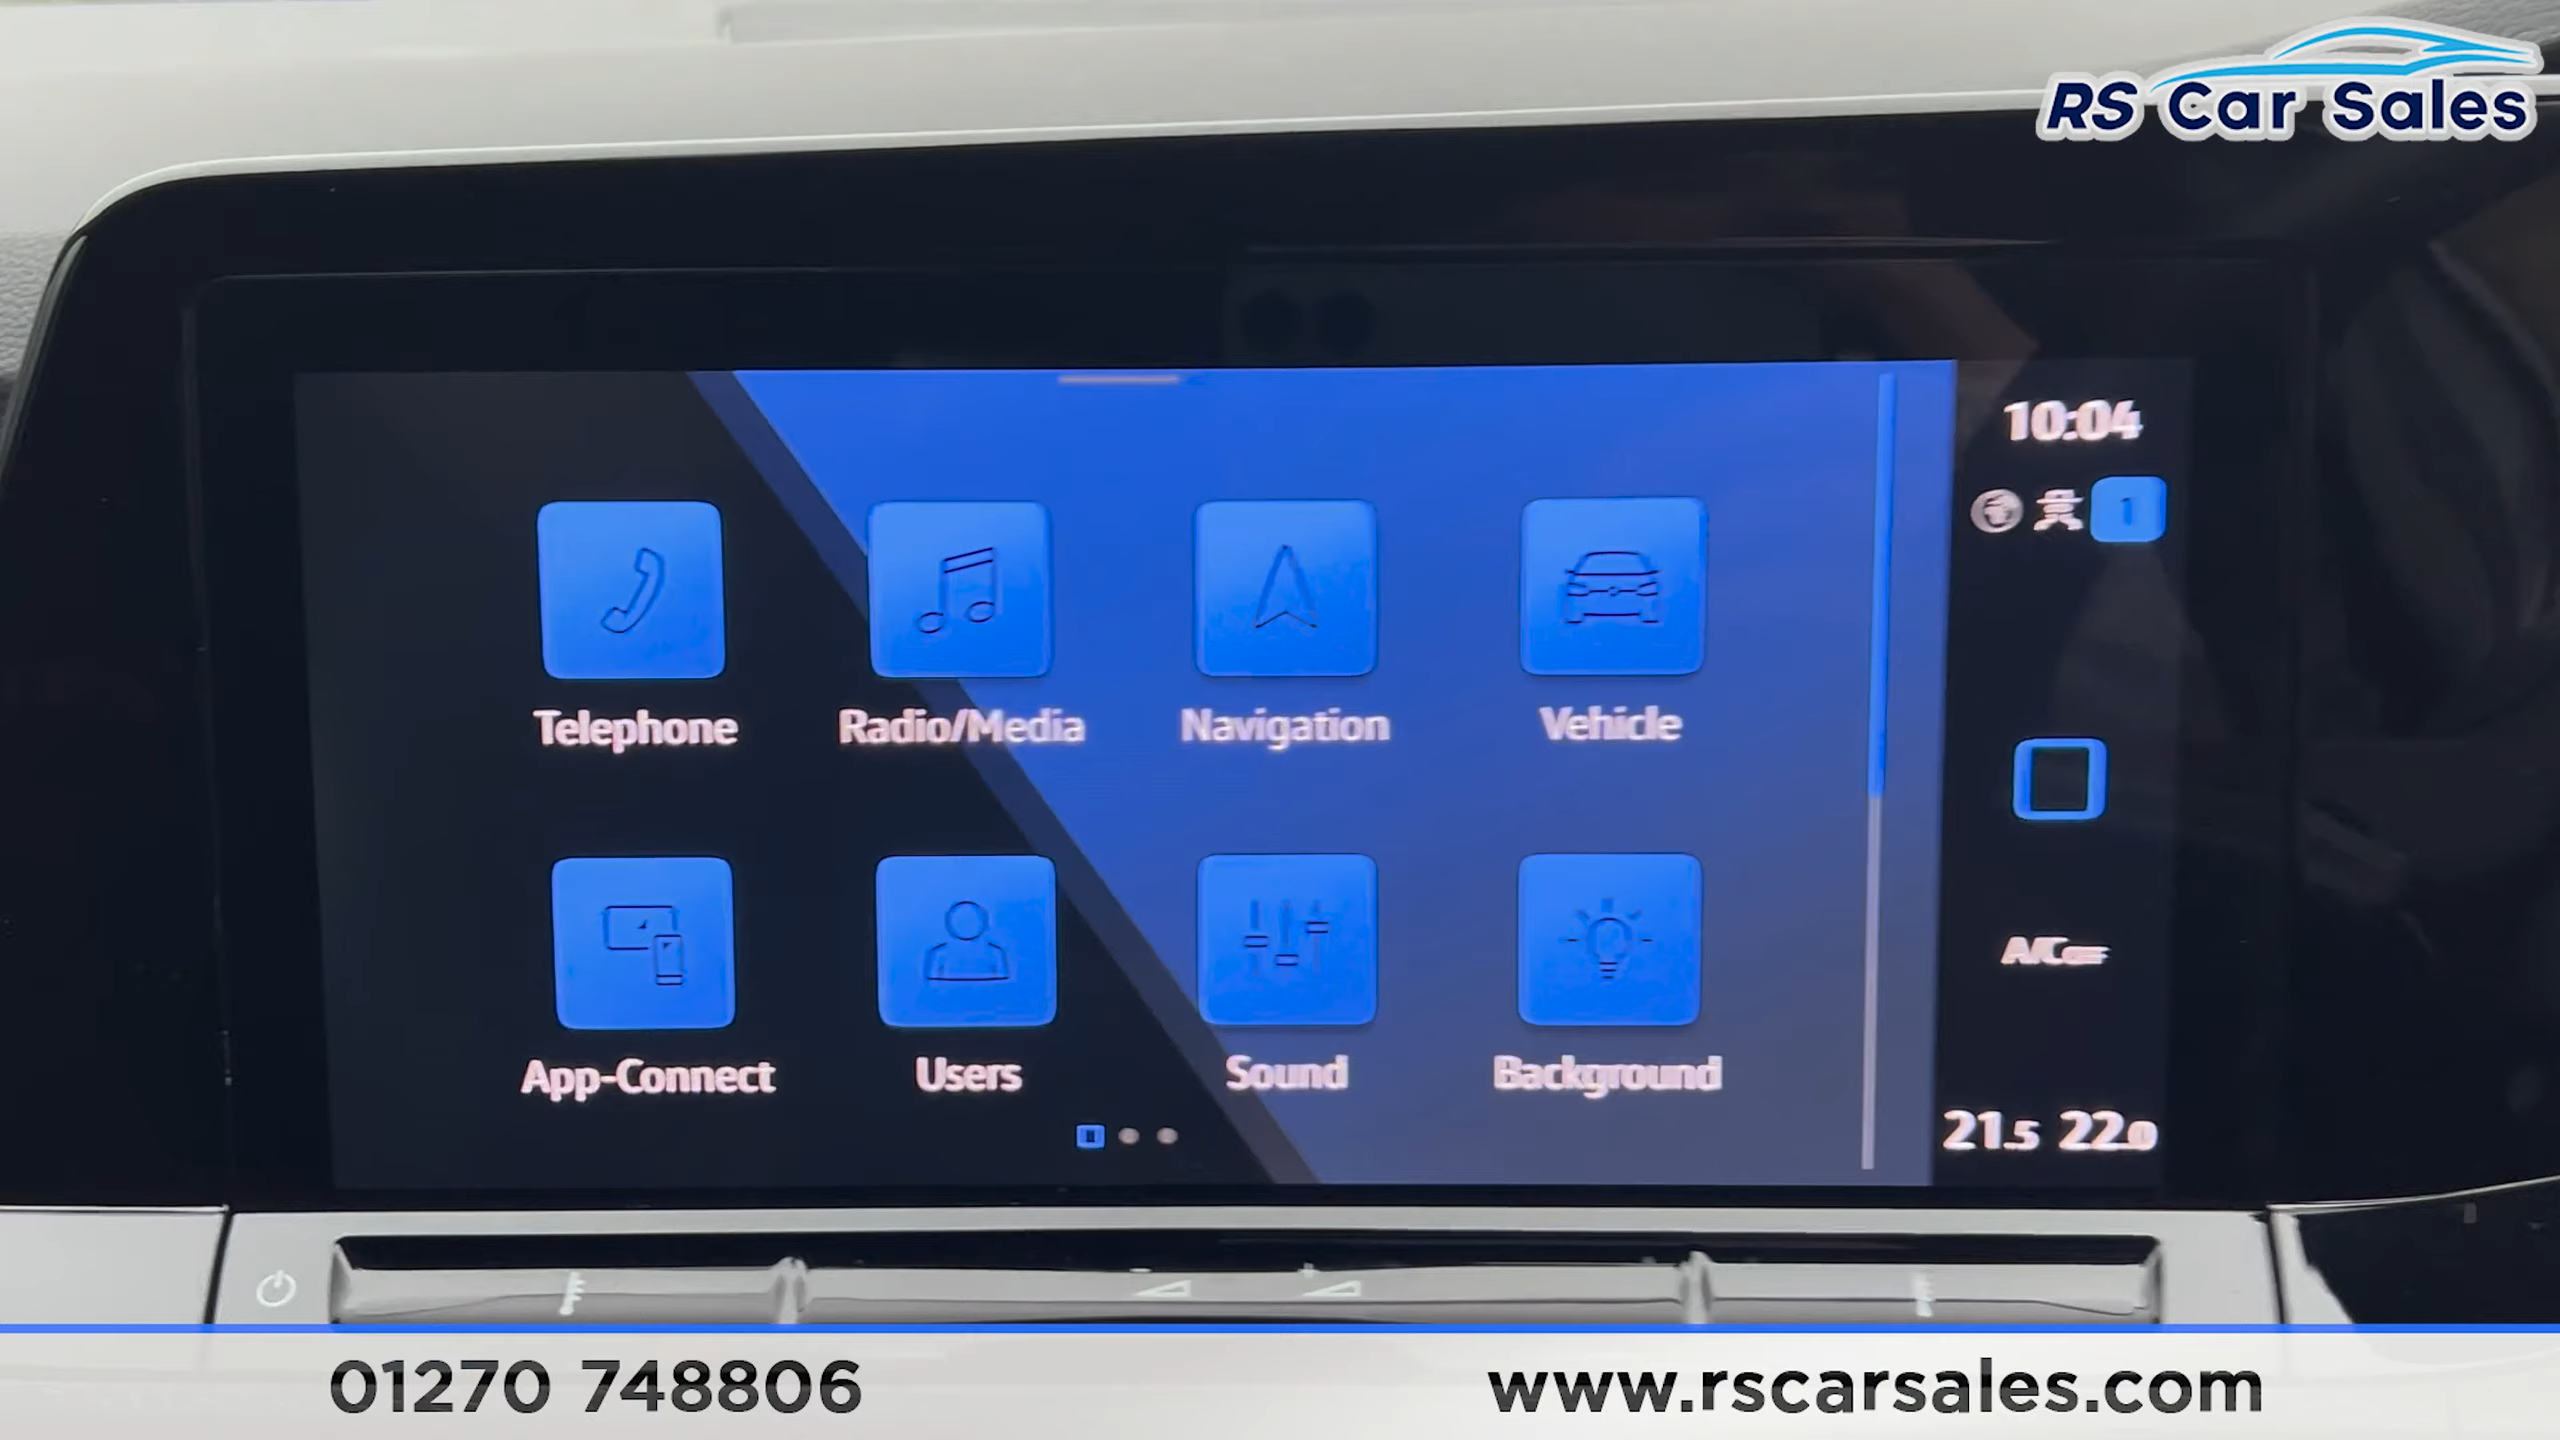 RS Car Sales
10:04
1
Telephone
Radio/Media
Navigation
Vehicle
App-Connect
Users
Sound
Background
A/C
21.5 22.0
01270 748806
www.rscarsales.com